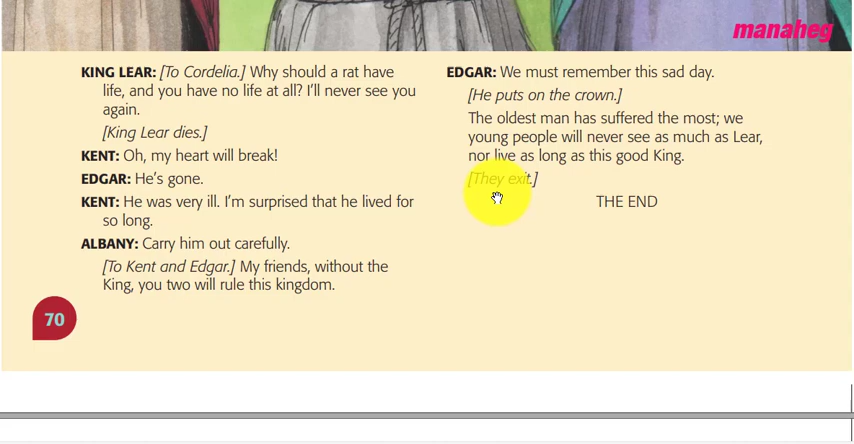 manaheg
KING LEAR: [To Cordelia.] Why should a rat have
life, and you have no life at all? I'll never see you
again.
[King Lear dies.]
KENT: Oh, my heart will break!
EDGAR: He's gone.
KENT: He was very ill. I'm surprised that he lived for
so long.
ALBANY: Carry him out carefully.
[To Kent and Edgar.] My friends, without the
King, you two will rule this kingdom.
EDGAR: We must remember this sad day.
[He puts on the crown.]
The oldest man has suffered the most; we
young people will never see as much as Lear,
nor live as long as this good King.
[They exit.]
THE END
70